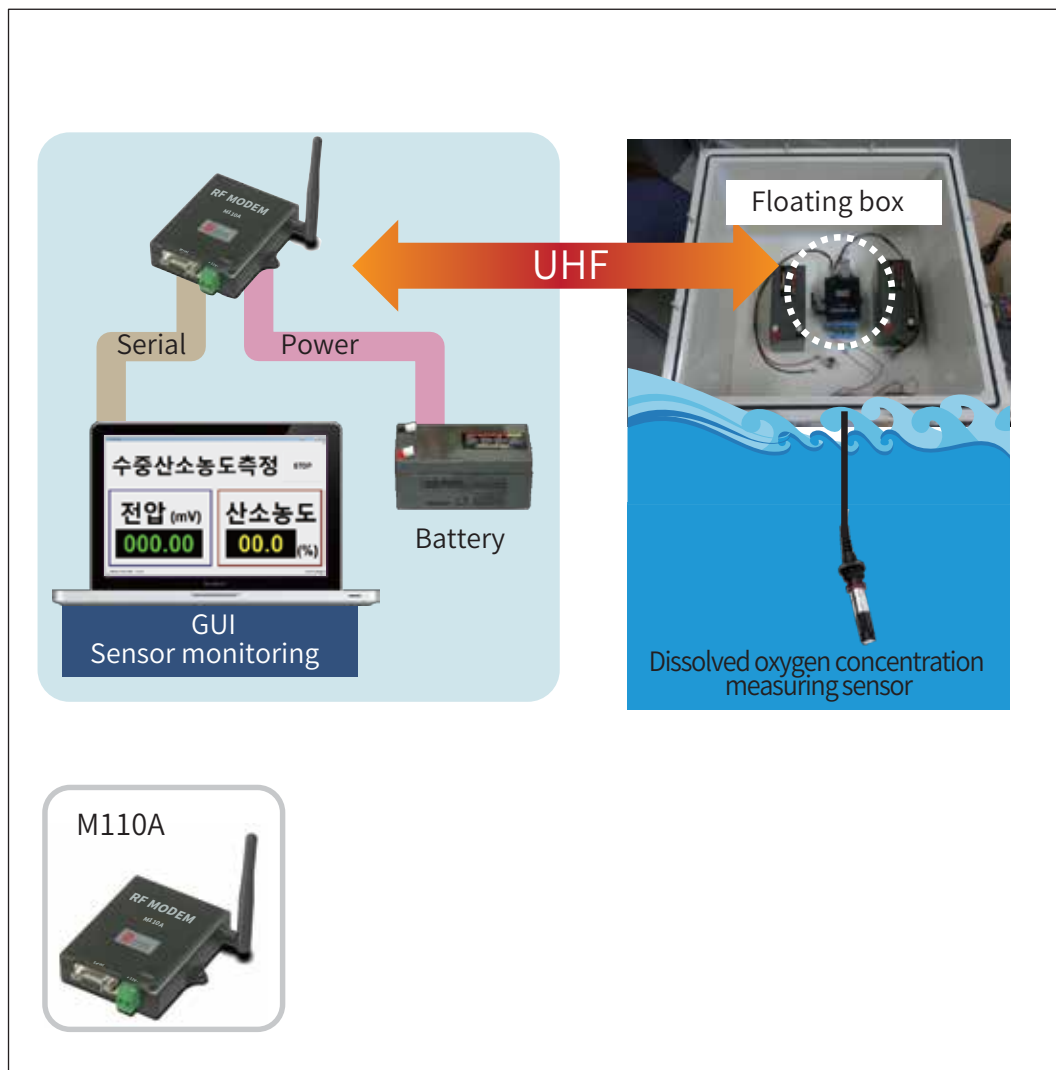 RF MODEM
M110A
Floating box
UHF
Serial
Power
수중산소농도측정 STOP
전압 (mV)
산소농도
000.00
00.0 (%)
Battery
GUI
Sensor monitoring
Dissolved oxygen concentration
measuring sensor
M110A
RF MODEM
M110A